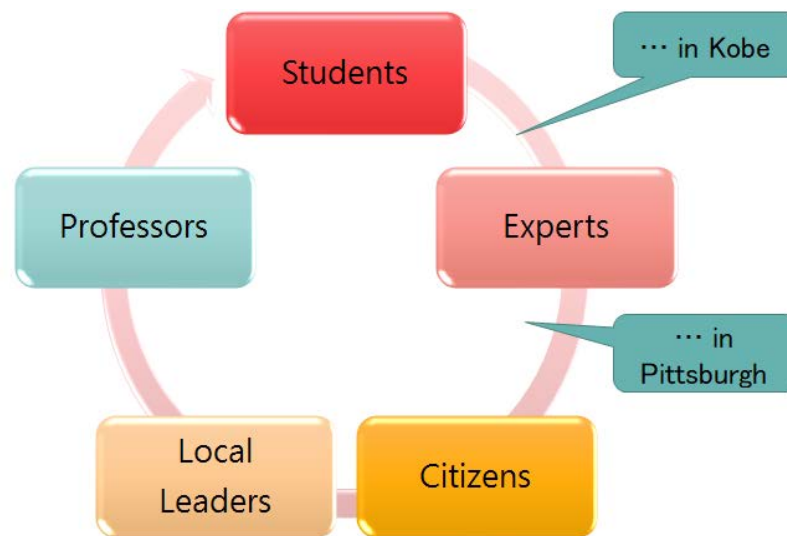 Students
… in Kobe
Professors
Experts
… in
Pittsburgh
Local
Leaders
Citizens